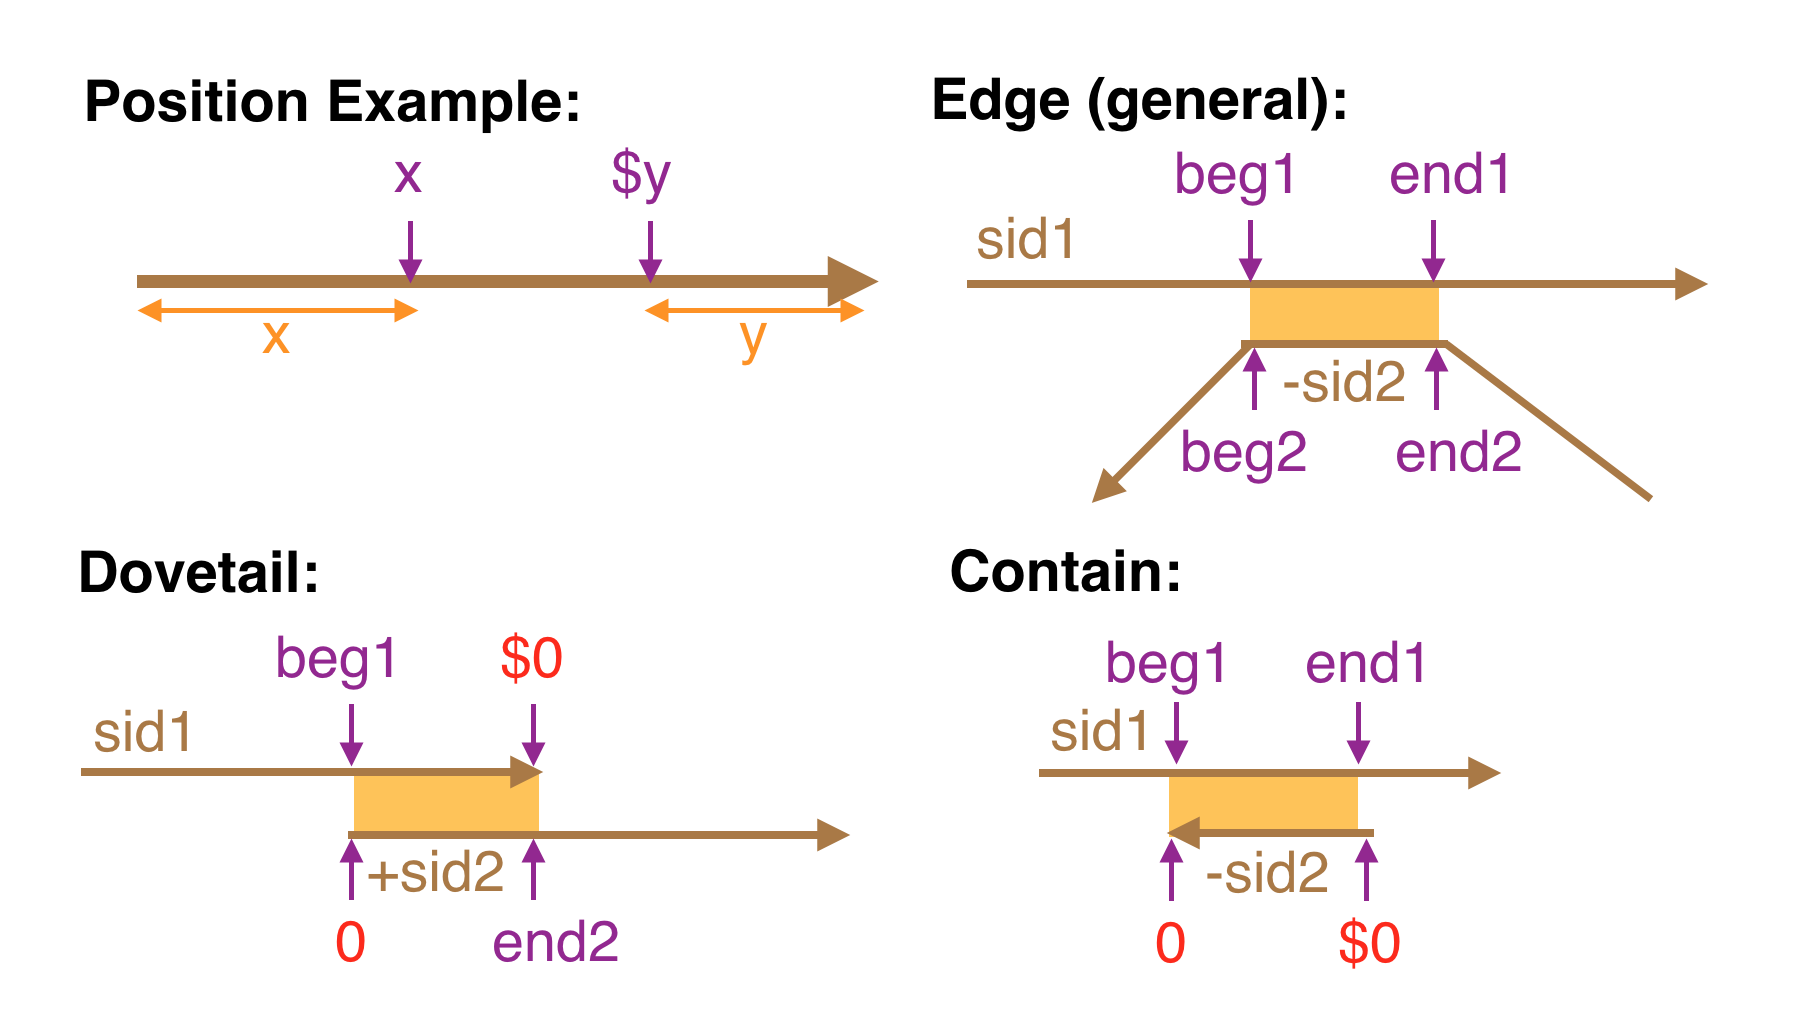 Position Example:
x $y
x y
Edge (general):
beg1 end1
sid1
-sid2
beg2 end2
Dovetail:
beg1 $0
sid1
+sid2
0 end2
Contain:
beg1 end1
sid1
-sid2
0 $0